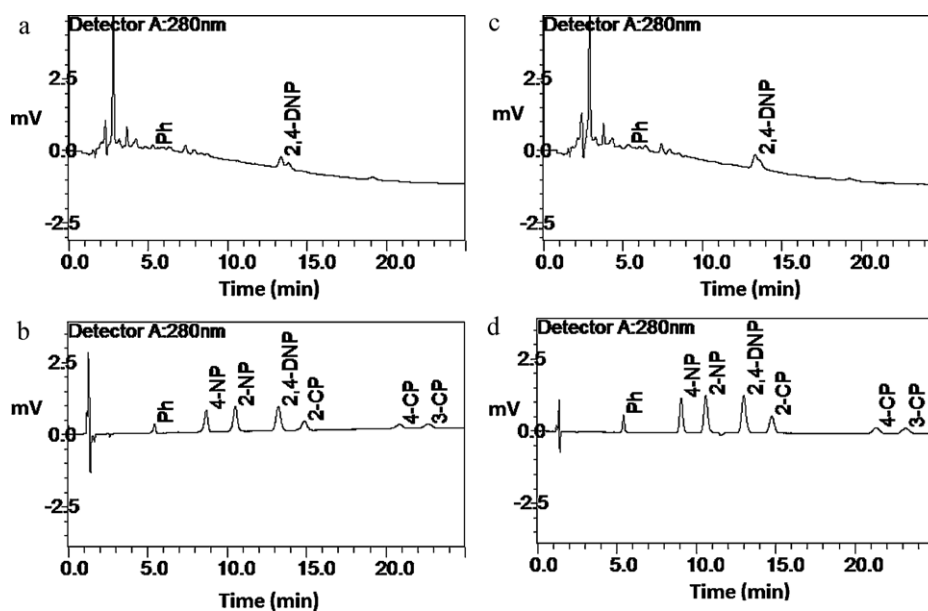 a
Detector A:280nm
2.5
mV
0.0
-2.5
Ph
2,4-DNP
0.0 5.0 10.0 15.0 20.0
Time (min)
c
Detector A:280nm
2.5
mV
0.0
-2.5
Ph
2,4-DNP
0.0 5.0 10.0 15.0 20.0
Time (min)
b
Detector A:280nm
2.5
mV
0.0
-2.5
Ph
4-NP
2-NP
2,4-DNP
2-CP
4-CP
3-CP
0.0 5.0 10.0 15.0 20.0
Time (min)
d
Detector A:280nm
2.5
mV
0.0
-2.5
Ph
4-NP
2-NP
2,4-DNP
2-CP
4-CP
3-CP
0.0 5.0 10.0 15.0 20.0
Time (min)